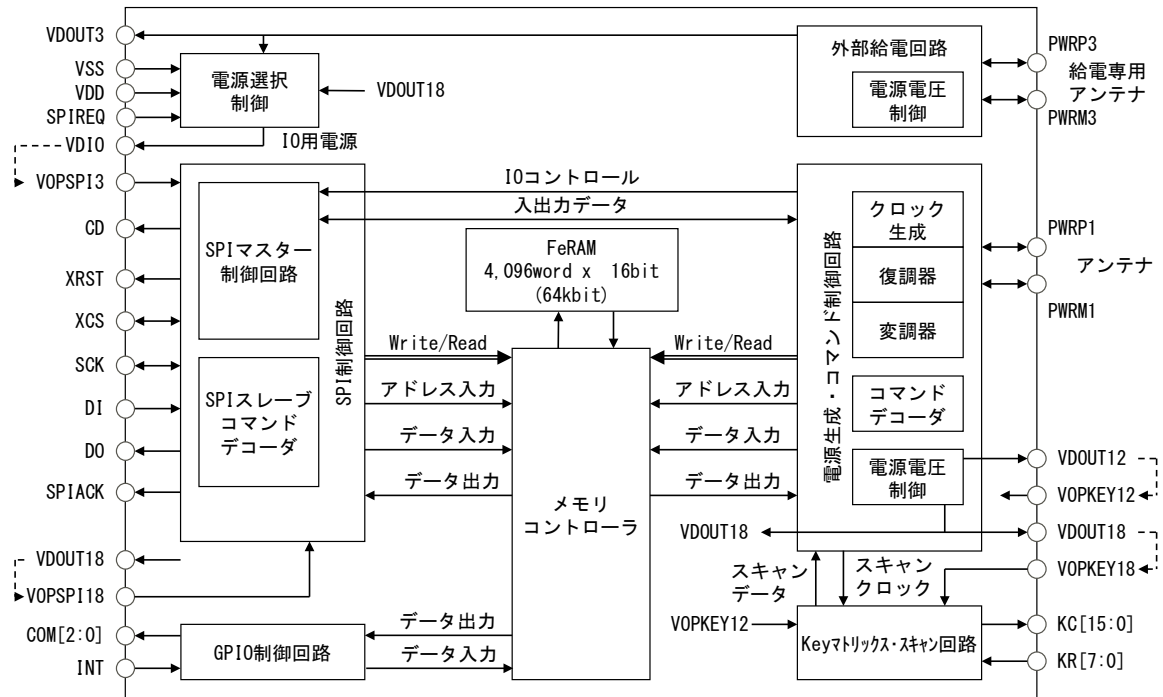 VDOUT3
VSS
VDD
SPIREQ
VDIO
VOPSPI3
CD
XRST
XCS
SCK
DI
DO
SPIACK
VDOUT18
VOPSPI18
COM[2:0]
INT
電源選択
制御
VDOUT18
IO用電源
SPIマスター
制御回路
SPIスレーブ
コマンド
デコーダ
SPI制御回路
GPIO制御回路
IOコントロール
入出力データ
FeRAM
4,096word x 16bit
(64kbit)
Write/Read
アドレス入力
データ入力
データ出力
データ出力
データ入力
メモリ
コントローラ
Write/Read
アドレス入力
データ入力
データ出力
外部給電回路
電源電圧
制御
電源生成・コマンド制御回路
クロック
生成
復調器
変調器
コマンド
デコーダ
電源電圧
制御
VDOUT18
スキャン
データ
スキャン
クロック
VOPKEY12
Keyマトリックス・スキャン回路
PWRP3
給電専用
アンテナ
PWRM3
PWRP1
アンテナ
PWRM1
VDOUT12
VOPKEY12
VDOUT18
VOPKEY18
KC[15:0]
KR[7:0]